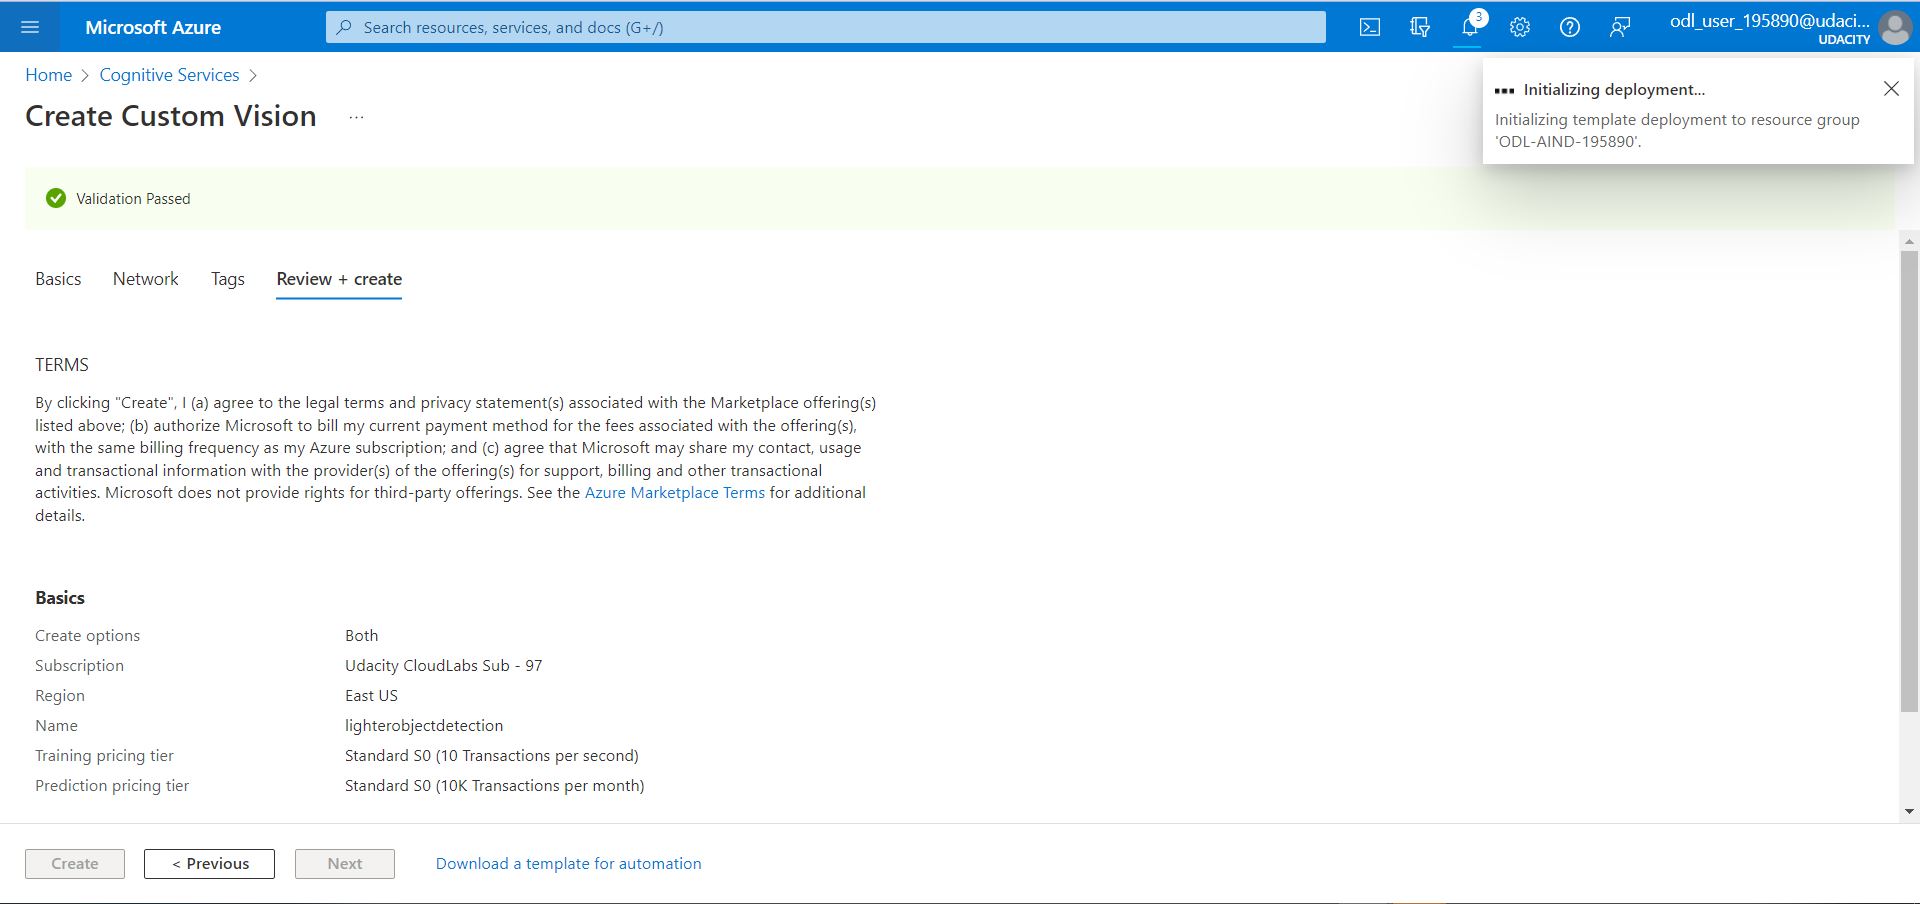 Microsoft Azure
Search resources, services, and docs (G+/)
3
odl_user_195890@udaci...
UDACITY
Home > Cognitive Services >
Create Custom Vision ...
Initializing deployment...
Initializing template deployment to resource group
'ODL-AIND-195890'.
Validation Passed
Basics Network Tags Review + create
TERMS
By clicking "Create", I (a) agree to the legal terms and privacy statement(s) associated with the Marketplace offering(s)
listed above; (b) authorize Microsoft to bill my current payment method for the fees associated with the offering(s),
with the same billing frequency as my Azure subscription; and (c) agree that Microsoft may share my contact, usage
and transactional information with the provider(s) of the offering(s) for support, billing and other transactional
activities. Microsoft does not provide rights for third-party offerings. See the Azure Marketplace Terms for additional
details.
Basics
Create options Both
Subscription Udacity CloudLabs Sub - 97
Region East US
Name lighterobjectdetection
Training pricing tier Standard S0 (10 Transactions per second)
Prediction pricing tier Standard S0 (10K Transactions per month)
Create < Previous Next Download a template for automation